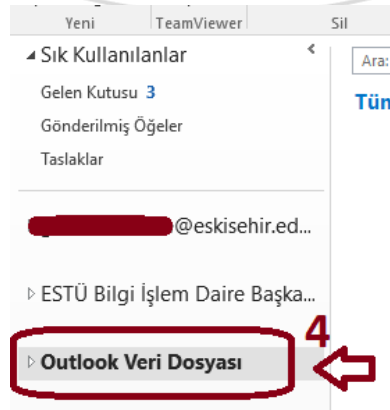 Yeni TeamViewer Sil
Sık Kullanılanlar
Ara:
Gelen Kutusu 3
Tün
Gönderilmiş Öğeler
Taslaklar
@eskisehir.ed...
ESTÜ Bilgi İşlem Daire Başka...
4
Outlook Veri Dosyası